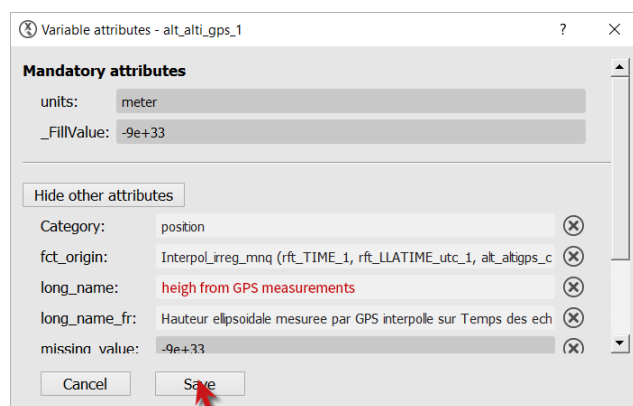 Variable attributes - alt_alti_gps_1
?
Mandatory attributes
units: meter
_FillValue: -9e+33
Hide other attributes
Category: position
fct_origin: Interpol_irreg_mnq (rft_TIME_1, rft_LLATIME_utc_1, alt_altigps_c
long_name: heigh from GPS measurements
long_name_fr: Hauteur ellipsoidale mesuree par GPS interpolle sur Temps des ech
missing_value: -9e+33
Cancel Save